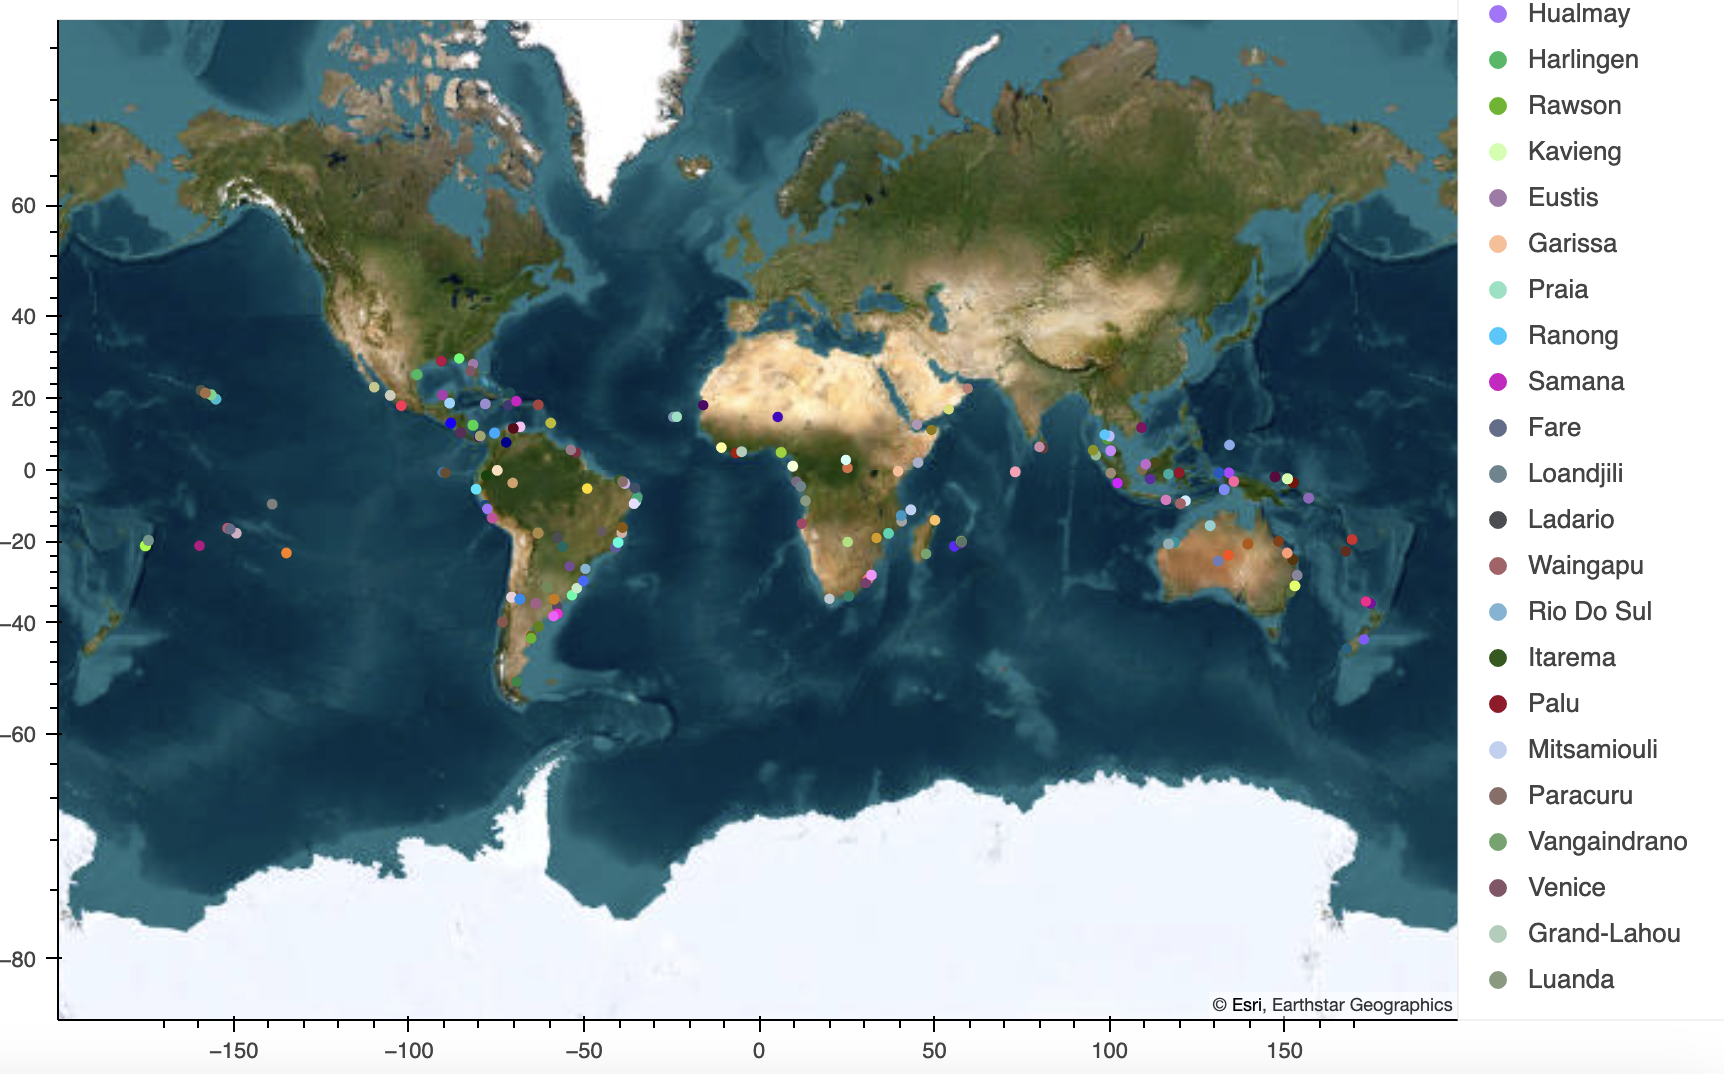 Hualmay
Harlingen
Rawson
Kavieng
Eustis
Garissa
Praia
Ranong
Samana
Fare
Loandjili
Ladario
Waingapu
Rio Do Sul
Itarema
Palu
Mitsamiouli
Paracuru
Vangaindrano
Venice
Grand-Lahou
Luanda
60
40
20
0
−20
−40
−60
−80
© Esri, Earthstar Geographics
−150
−100
−50
0
50
100
150